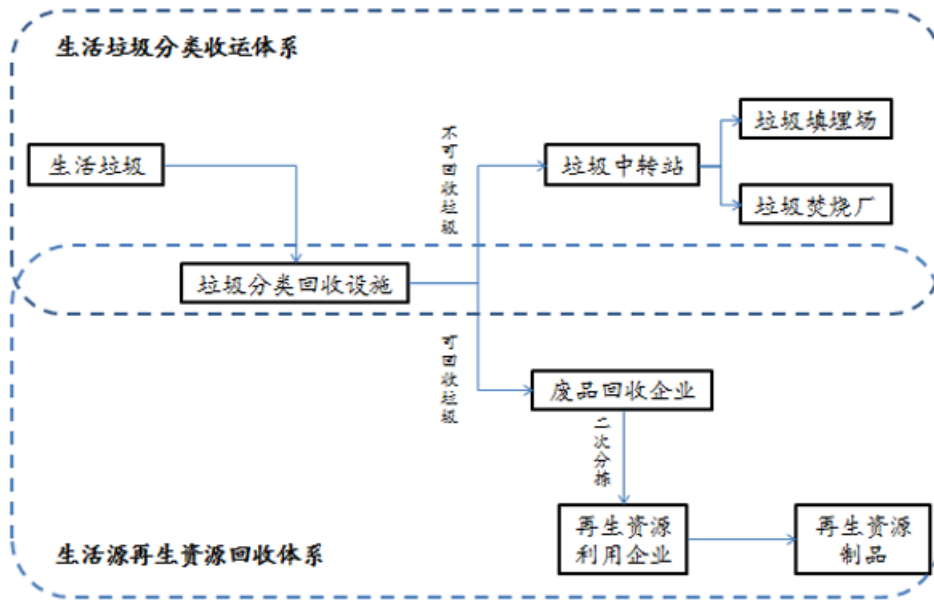 生活垃圾分类收运体系
垃圾填埋场
不可回收垃圾
生活垃圾
垃圾中转站
垃圾焚烧厂
垃圾分类回收设施
可回收垃圾
废品回收企业
二次分拣
再生资源
利用企业
再生资源
制品
生活源再生资源回收体系